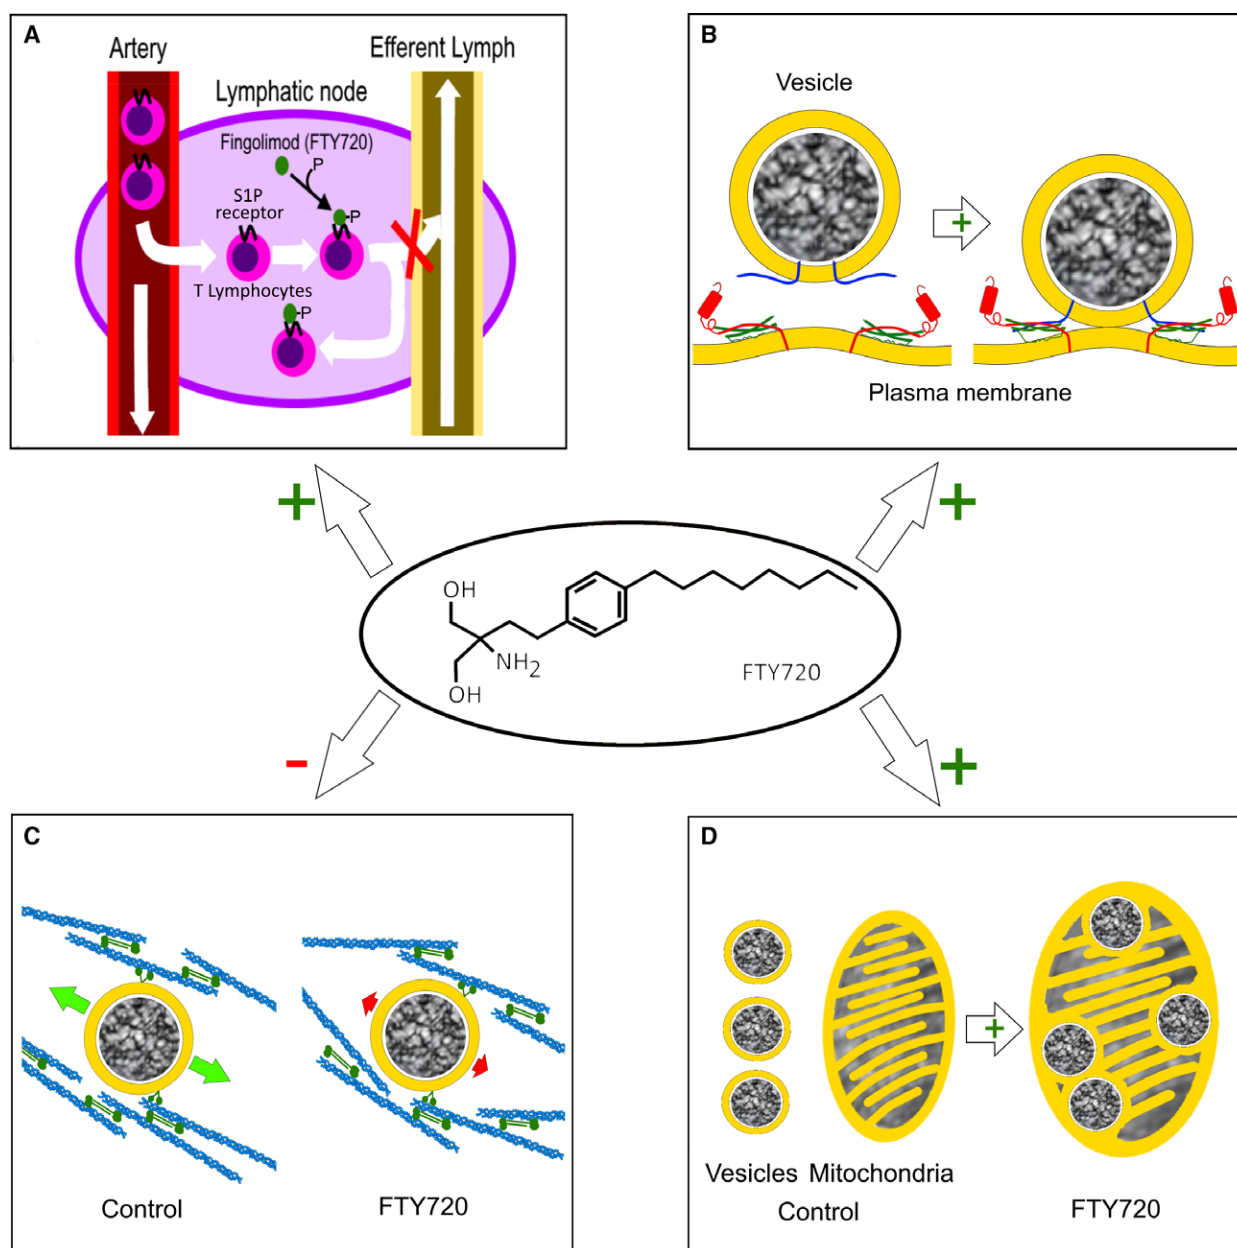 A
Artery
Efferent Lymph
Lymphatic node
Fingolimod (FTY720)
P
S1P
receptor
P
T Lymphocytes
P
B
Vesicle
+
Plasma membrane
+
+
OH
NH2
OH
FTY720
-
+
C
Control
FTY720
D
+
Vesicles Mitochondria
Control
FTY720